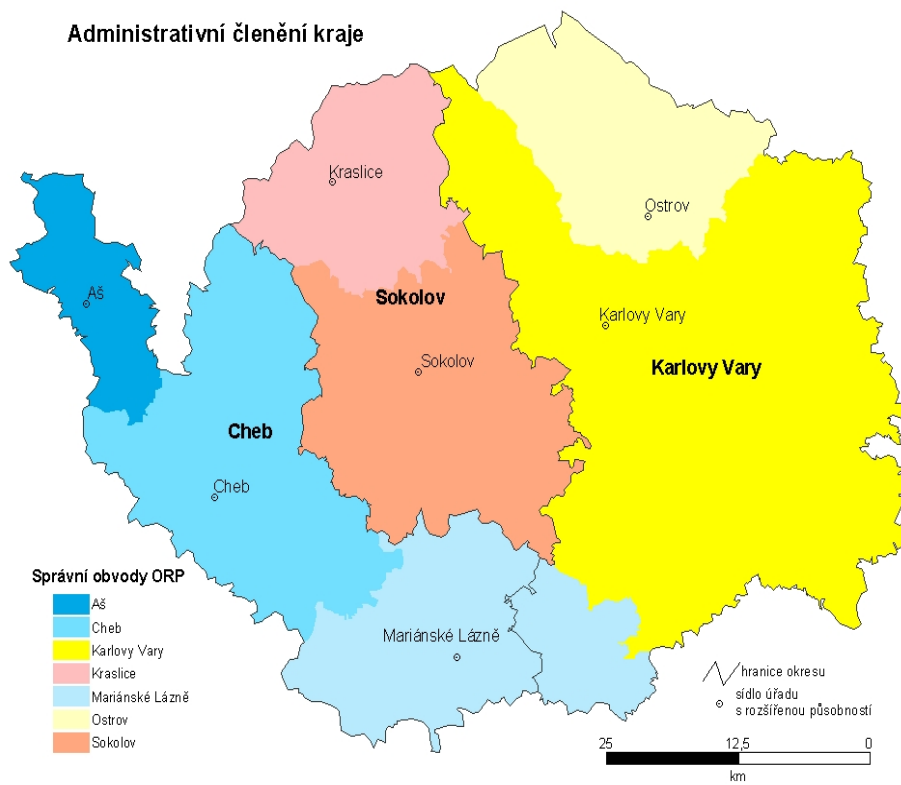 Administrativní členění kraje
Kraslice
Ostrov
Aš
Sokolov
Karlovy Vary
Sokolov
Karlovy Vary
Cheb
Cheb
Mariánské Lázně
Správní obvody ORP
Aš
Cheb
Karlovy Vary
Kraslice
Mariánské Lázně
Ostrov
Sokolov
hranice okresu
sídlo úřadu
s rozšířenou působností
25 12,5 0
km